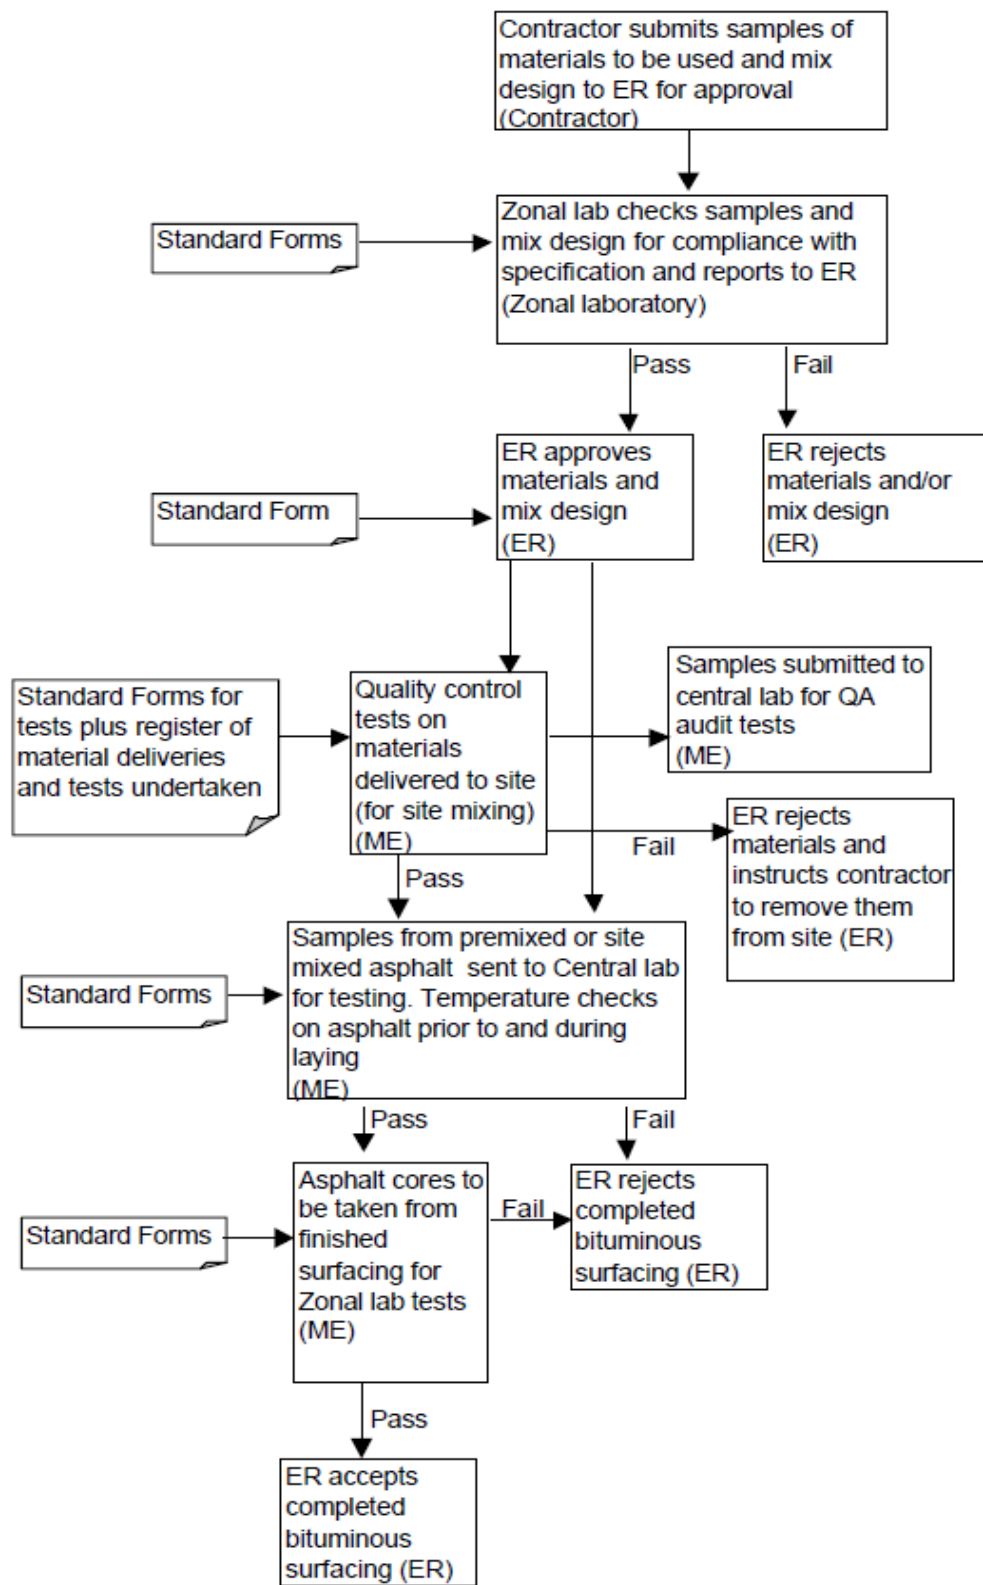 Contractor submits samples of
materials to be used and mix
design to ER for approval
(Contractor)
Standard Forms
Zonal lab checks samples and
mix design for compliance with
specification and reports to ER
(Zonal laboratory)
Pass
Fail
Standard Form
ER approves
materials and
mix design
(ER)
ER rejects
materials and/or
mix design
(ER)
Standard Forms for
tests plus register of
material deliveries
and tests undertaken
Quality control
tests on
materials
delivered to site
(for site mixing)
(ME)
Samples submitted to
central lab for QA
audit tests
(ME)
Fail
ER rejects
materials and
instructs contractor
to remove them
from site (ER)
Pass
Standard Forms
Samples from premixed or site
mixed asphalt sent to Central lab
for testing. Temperature checks
on asphalt prior to and during
laying
(ME)
Pass
Fail
Standard Forms
Asphalt cores to
be taken from
finished
surfacing for
Zonal lab tests
(ME)
Fail
ER rejects
completed
bituminous
surfacing (ER)
Pass
ER accepts
completed
bituminous
surfacing (ER)